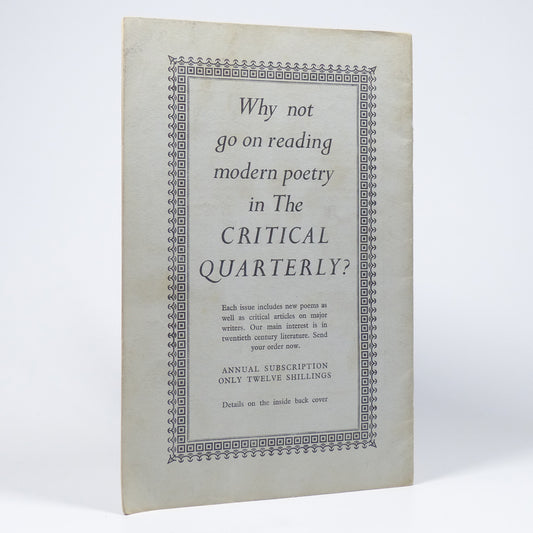 Why not
go on reading
modern poetry
in The
CRITICAL
QUARTERLY?
Each issue includes new poems as
well as critical articles on major
writers. Our main interest is in
twentieth century literature. Send
your order now.
ANNUAL SUBSCRIPTION
ONLY TWELVE SHILLINGS
Details on the inside back cover